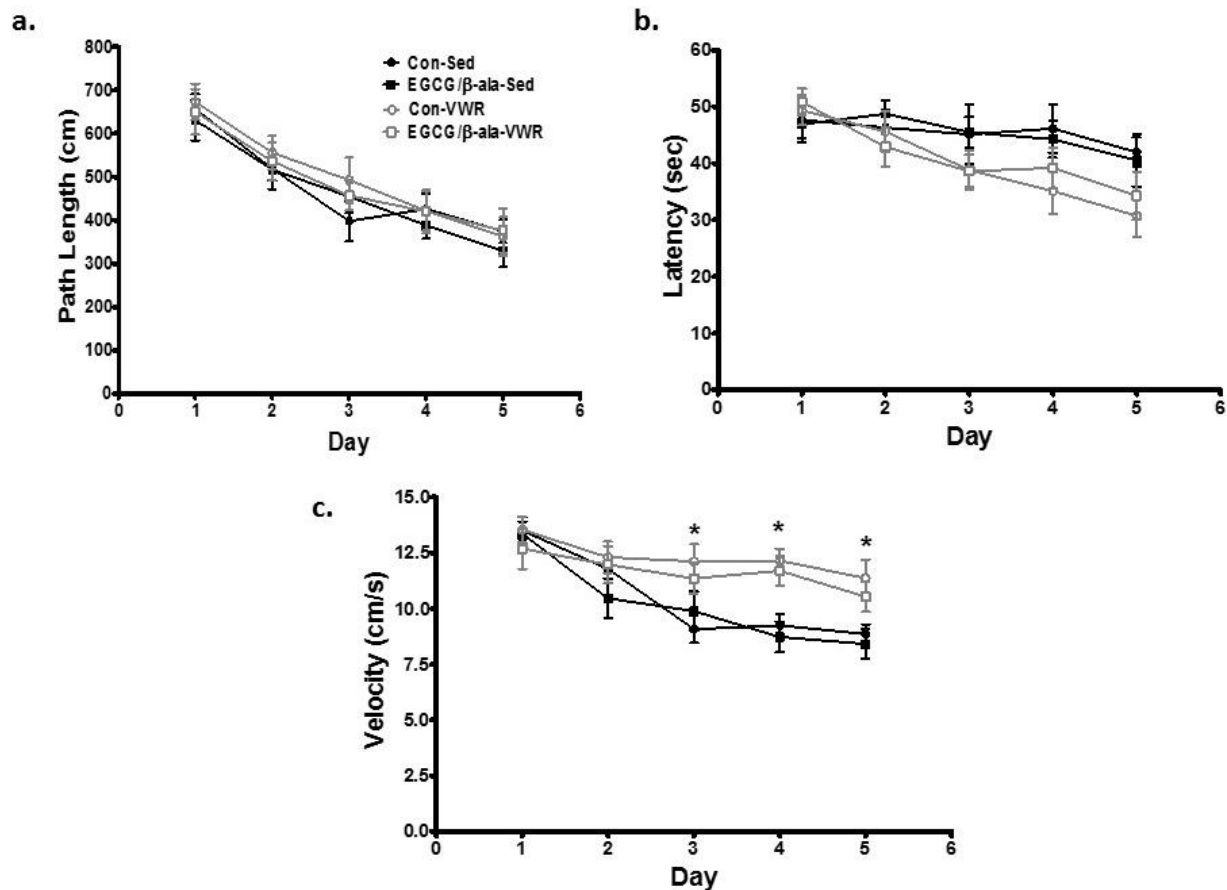 a.
Path Length (cm)
800
700
600
500
400
300
200
100
0
0 1 2 3 4 5 6
Day
Con-Sed
EGCG/β-ala-Sed
Con-VWR
EGCG/β-ala-VWR
b.
Latency (sec)
60
50
40
30
20
10
0
0 1 2 3 4 5 6
Day
c.
Velocity (cm/s)
15.0
12.5
10.0
7.5
5.0
2.5
0.0
* * *
0 1 2 3 4 5 6
Day